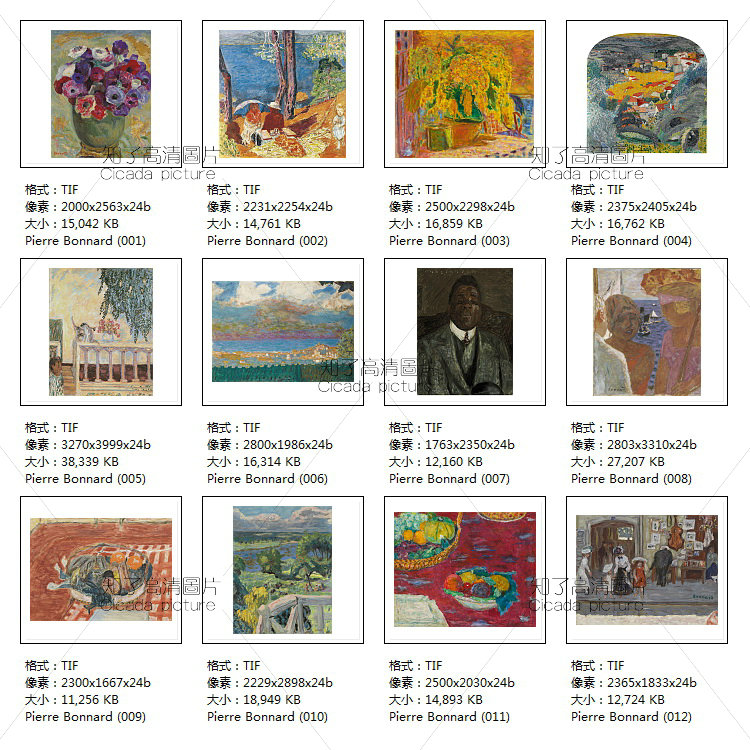 知了高清圖片
Cicada picture
知了高清圖片
Cicada picture
格式：TIF
像素：2000x2563x24b
大小：15,042 KB
Pierre Bonnard (001)
格式：TIF
像素：2231x2254x24b
大小：14,761 KB
Pierre Bonnard (002)
格式：TIF
像素：2500x2298x24b
大小：16,859 KB
Pierre Bonnard (003)
格式：TIF
像素：2375x2405x24b
大小：16,762 KB
Pierre Bonnard (004)
知了高清圖片
Cicada picture
格式：TIF
像素：3270x3999x24b
大小：38,339 KB
Pierre Bonnard (005)
格式：TIF
像素：2800x1986x24b
大小：16,314 KB
Pierre Bonnard (006)
格式：TIF
像素：1763x2350x24b
大小：12,160 KB
Pierre Bonnard (007)
格式：TIF
像素：2803x3310x24b
大小：27,207 KB
Pierre Bonnard (008)
知了高清圖片
Cicada picture
知了高清圖片
Cicada picture
格式：TIF
像素：2300x1667x24b
大小：11,256 KB
Pierre Bonnard (009)
格式：TIF
像素：2229x2898x24b
大小：18,949 KB
Pierre Bonnard (010)
格式：TIF
像素：2500x2030x24b
大小：14,893 KB
Pierre Bonnard (011)
格式：TIF
像素：2365x1833x24b
大小：12,724 KB
Pierre Bonnard (012)